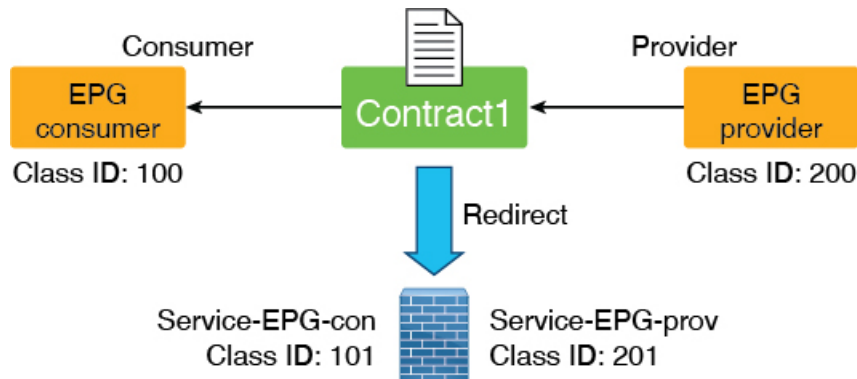 Consumer
Provider
EPG
consumer
Contract1
EPG
provider
Class ID: 100
Class ID: 200
Redirect
Service-EPG-con
Class ID: 101
Service-EPG-prov
Class ID: 201